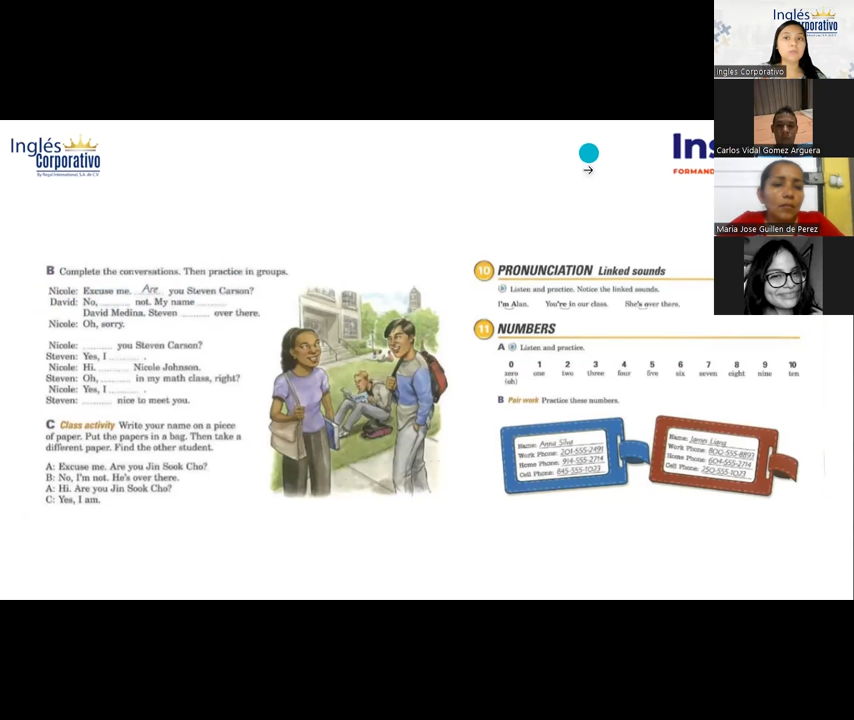 Inglés
Corporativo
By Regal International S.A. de C.V.
Ins
FORMAND
Inglés
Corporativo
Ingles Corporativo
Carlos Vidal Gomez Arguera
Maria Jose Guillen de Perez
B Complete the conversations. Then practice in groups.
Nicole: Excuse me. Are you Steven Carson?
David: No, ........ not. My name ........
David Medina. Steven ........ over there.
Nicole: Oh, sorry.
Nicole: ........ you Steven Carson?
Steven: Yes, I ........ .
Nicole: Hi. ........ Nicole Johnson.
Steven: Oh, ........ in my math class, right?
Nicole: Yes, I ........ .
Steven: ........ nice to meet you.
C Class activity Write your name on a piece
of paper. Put the papers in a bag. Then take a
different paper. Find the other student.
A: Excuse me. Are you Jin Sook Cho?
B: No, I'm not. He's over there.
A: Hi. Are you Jin Sook Cho?
C: Yes, I am.
10 PRONUNCIATION Linked sounds
Listen and practice. Notice the linked sounds.
I'm Alan. You're in our class. She's over there.
11 NUMBERS
A Listen and practice.
0 1 2 3 4 5 6 7 8 9 10
zero one two three four five six seven eight nine ten
(oh)
B Pair work Practice these numbers.
Name: Anna Silva
Work Phone: 201-555-2491
Home Phone: 914-555-2714
Cell Phone: 645-555-1023
Name: James Liang
Work Phone: 800-555-8893
Home Phone: 604-555-2714
Cell Phone: 250-555-1023